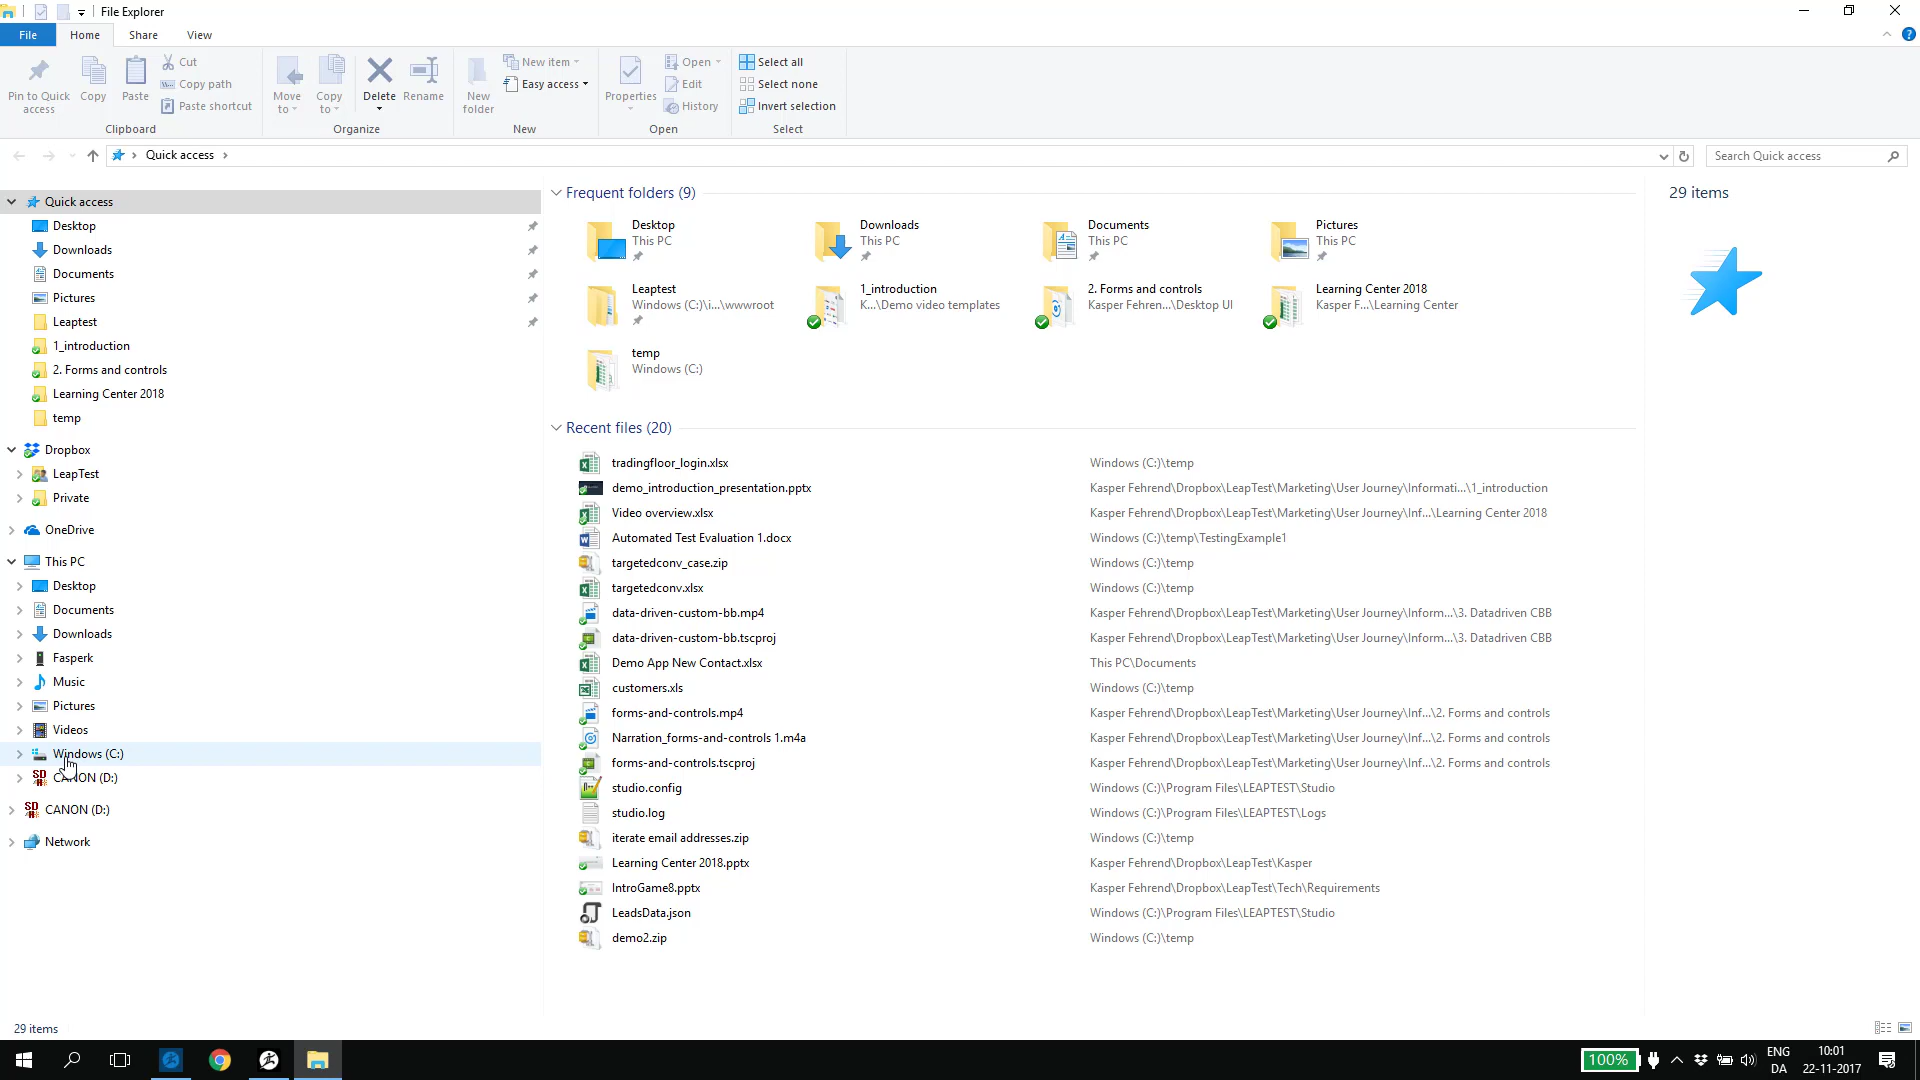 File Explorer
File Home Share View
Pin to Quick access
Copy
Paste
Cut
Copy path
Paste shortcut
Clipboard
Move to
Copy to
Delete
Rename
Organize
New folder
New item
Easy access
New
Properties
Open
Edit
History
Open
Select all
Select none
Invert selection
Select
Quick access
Search Quick access
Quick access
Desktop
Downloads
Documents
Pictures
Leaptest
1_introduction
2. Forms and controls
Learning Center 2018
temp
Dropbox
LeapTest
Private
OneDrive
This PC
Desktop
Documents
Downloads
Fasperk
Music
Pictures
Videos
Windows (C:)
CANON (D:)
CANON (D:)
Network
Frequent folders (9)
Desktop
This PC
Downloads
This PC
Documents
This PC
Pictures
This PC
Leaptest
Windows (C:)\i...\wwwroot
1_introduction
K...\Demo video templates
2. Forms and controls
Kasper Fehren...\Desktop UI
Learning Center 2018
Kasper F...\Learning Center
temp
Windows (C:)
Recent files (20)
tradingfloor_login.xlsx Windows (C:)\temp
demo_introduction_presentation.pptx Kasper Fehrend\Dropbox\LeapTest\Marketing\User Journey\Informati...\1_introduction
Video overview.xlsx Kasper Fehrend\Dropbox\LeapTest\Marketing\User Journey\Inf...\Learning Center 2018
Automated Test Evaluation 1.docx Windows (C:)\temp\TestingExample1
targetedconv_case.zip Windows (C:)\temp
targetedconv.xlsx Windows (C:)\temp
data-driven-custom-bb.mp4 Kasper Fehrend\Dropbox\LeapTest\Marketing\User Journey\Inform...\3. Datadriven CBB
data-driven-custom-bb.tscproj Kasper Fehrend\Dropbox\LeapTest\Marketing\User Journey\Inform...\3. Datadriven CBB
Demo App New Contact.xlsx This PC\Documents
customers.xls Windows (C:)\temp
forms-and-controls.mp4 Kasper Fehrend\Dropbox\LeapTest\Marketing\User Journey\Inf...\2. Forms and controls
Narration_forms-and-controls 1.m4a Kasper Fehrend\Dropbox\LeapTest\Marketing\User Journey\Inf...\2. Forms and controls
forms-and-controls.tscproj Kasper Fehrend\Dropbox\LeapTest\Marketing\User Journey\Inf...\2. Forms and controls
studio.config Windows (C:)\Program Files\LEAPTEST\Studio
studio.log Windows (C:)\Program Files\LEAPTEST\Logs
iterate email addresses.zip Windows (C:)\temp
Learning Center 2018.pptx Kasper Fehrend\Dropbox\LeapTest\Kasper
IntroGame8.pptx Kasper Fehrend\Dropbox\LeapTest\Tech\Requirements
LeadsData.json Windows (C:)\Program Files\LEAPTEST\Studio
demo2.zip Windows (C:)\temp
29 items
29 items
100%
ENG
DA
10:01
22-11-2017